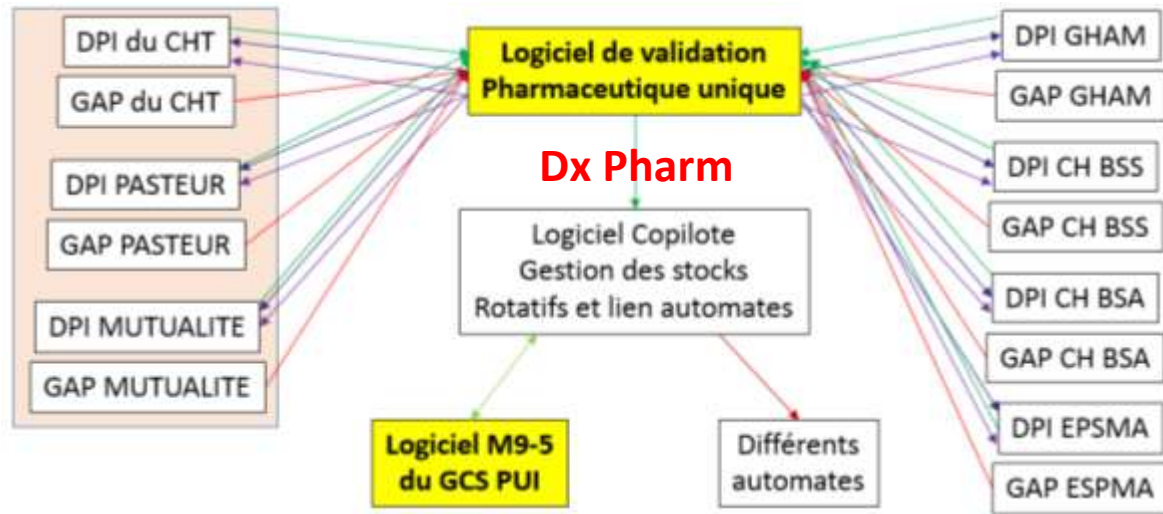 DPI du CHT
GAP du CHT
DPI PASTEUR
GAP PASTEUR
DPI MUTUALITE
GAP MUTUALITE
Logiciel de validation
Pharmaceutique unique
Dx Pharm
Logiciel Copilote
Gestion des stocks
Rotatifs et lien automates
Logiciel M9-5
du GCS PUI
Différents
automates
DPI GHAM
GAP GHAM
DPI CH BSS
GAP CH BSS
DPI CH BSA
GAP CH BSA
DPI EPSMA
GAP ESPMA